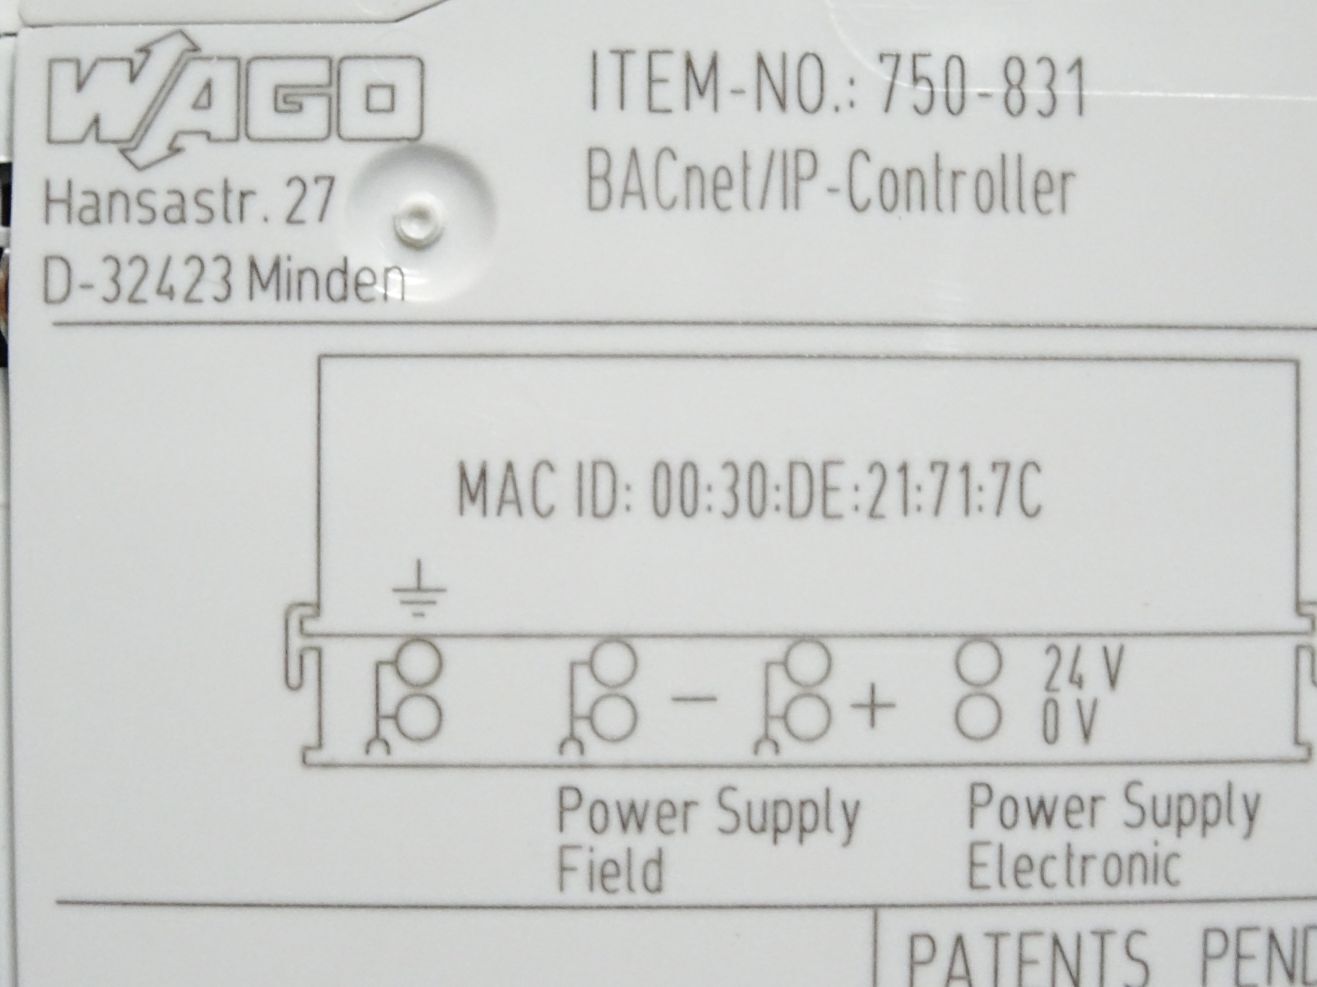 WAGO
Hansastr. 27
D-32423 Minden
ITEM-NO.: 750-831
BACnet/IP-Controller
MAC ID: 00:30:DE:21:71:7C
− + 24 V
0 V
Power Supply
Field
Power Supply
Electronic
PATENTS PEND